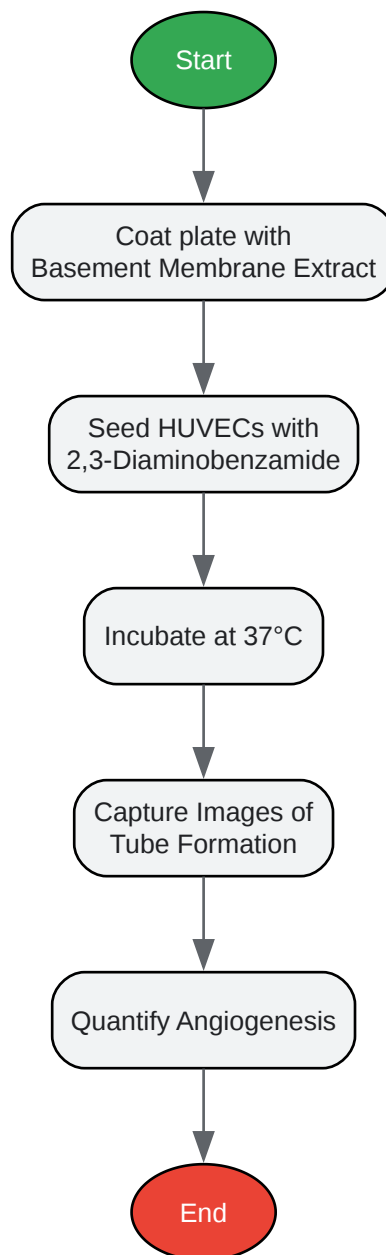 Start
Coat plate with
Basement Membrane Extract
Seed HUVECs with
2,3-Diaminobenzamide
Incubate at 37°C
Capture Images of
Tube Formation
Quantify Angiogenesis
End